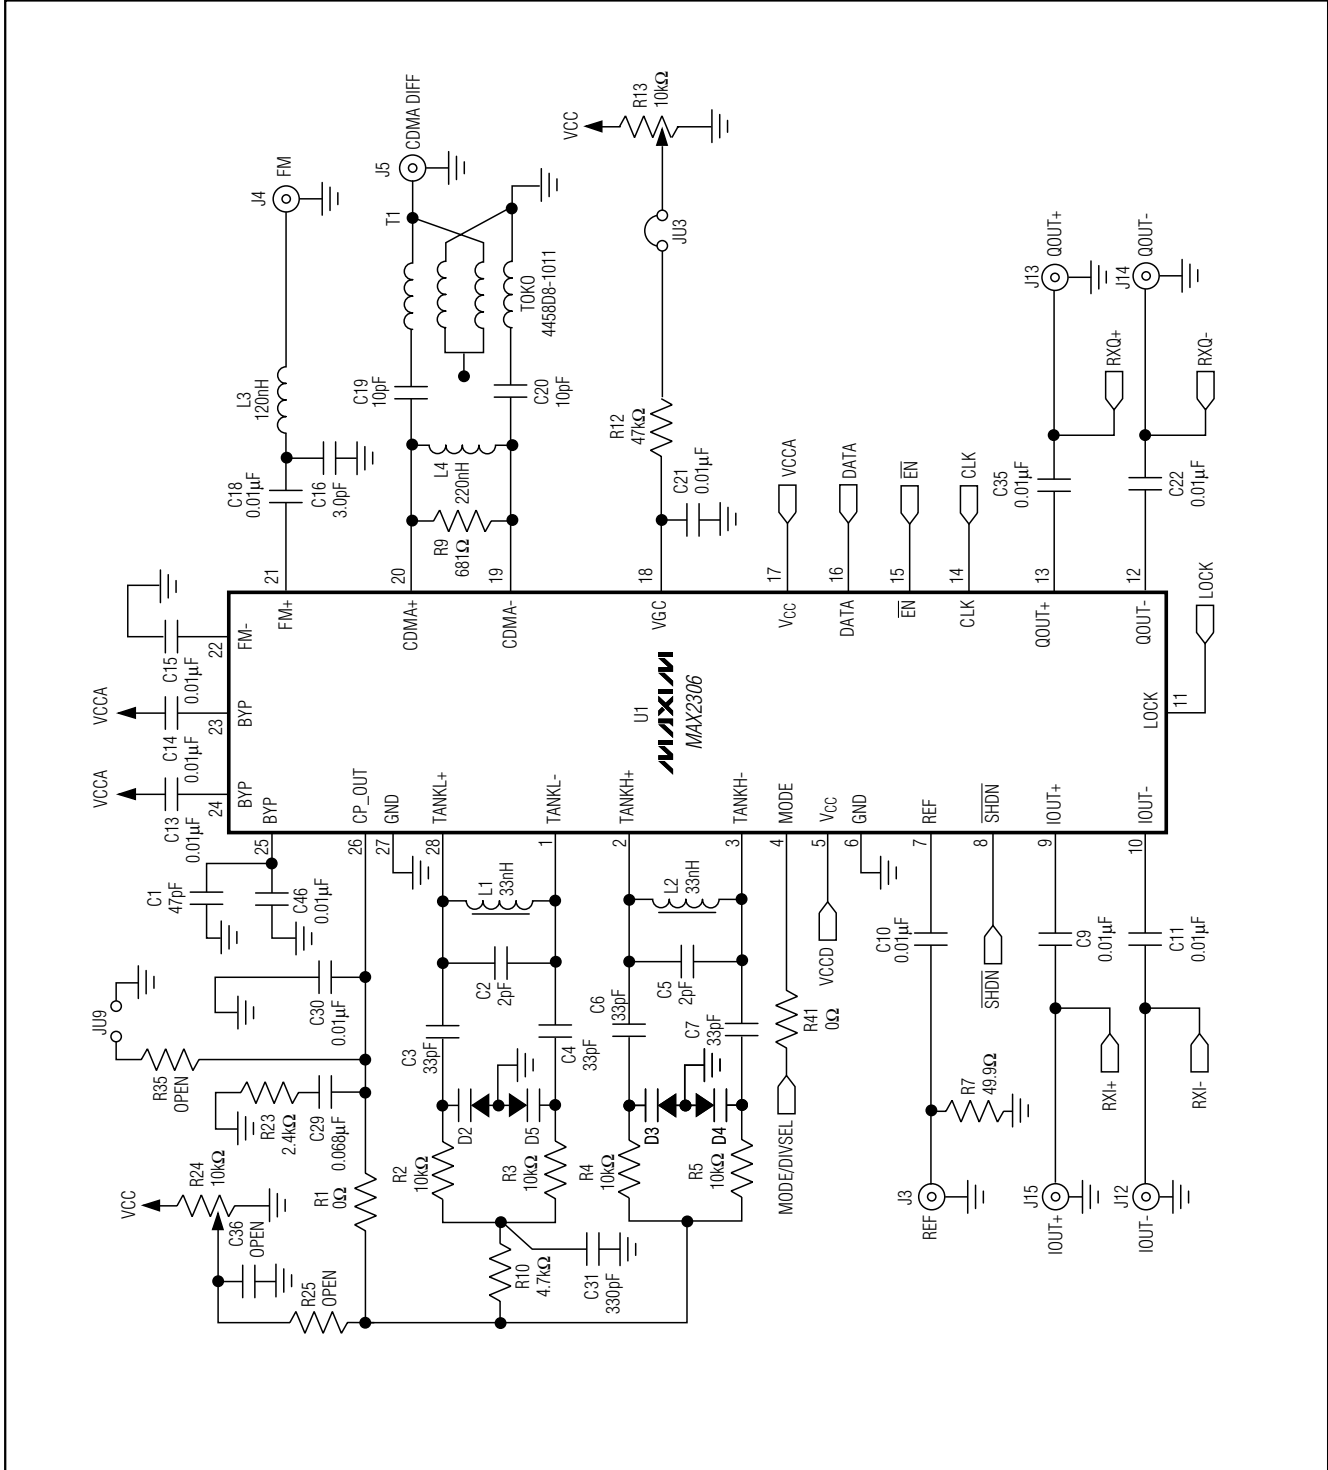 VCC
R24
10kΩ
C36
OPEN
R25
OPEN
R1
0Ω
R23
2.4kΩ
C29
0.068µF
R35
OPEN
JU9
C30
0.01µF
C1
47pF
C46
0.01µF
R10
4.7kΩ
C31
330pF
R2
10kΩ
R3
10kΩ
D2
D5
C3
33pF
C4
33pF
C2
2pF
L1
33nH
R4
10kΩ
R5
10kΩ
D3
D4
C6
33pF
C7
33pF
C5
2pF
L2
33nH
MODE/DIVSEL
R41
0Ω
VCCD
J3
REF
R7
49.9Ω
C10
0.01µF
SHDN
J15
IOUT+
RXI+
C9
0.01µF
J12
IOUT-
RXI-
C11
0.01µF
VCCA
C13
0.01µF
24
BYP
VCCA
C14
0.01µF
23
BYP
C15
0.01µF
22
FM-
25
BYP
26
CP_OUT
27
GND
28
TANKL+
1
TANKL-
2
TANKH+
3
TANKH-
4
MODE
5
VCC
6
GND
7
REF
8
SHDN
9
IOUT+
10
IOUT-
U1
MAXIM
MAX2306
LOCK
11
LOCK
FM+
21
CDMA+
20
CDMA-
19
VGC
18
VCC
17
VCCA
DATA
16
DATA
EN
15
EN
CLK
14
CLK
QOUT+
13
QOUT-
12
C18
0.01µF
C16
3.0pF
L3
120nH
J4
FM
R9
681Ω
L4
220nH
C19
10pF
C20
10pF
T1
TOKO
4458D8-1011
J5
CDMA DIFF
C21
0.01µF
R12
47kΩ
JU3
VCC
R13
10kΩ
C35
0.01µF
RXQ+
J13
QOUT+
C22
0.01µF
RXQ-
J14
QOUT-